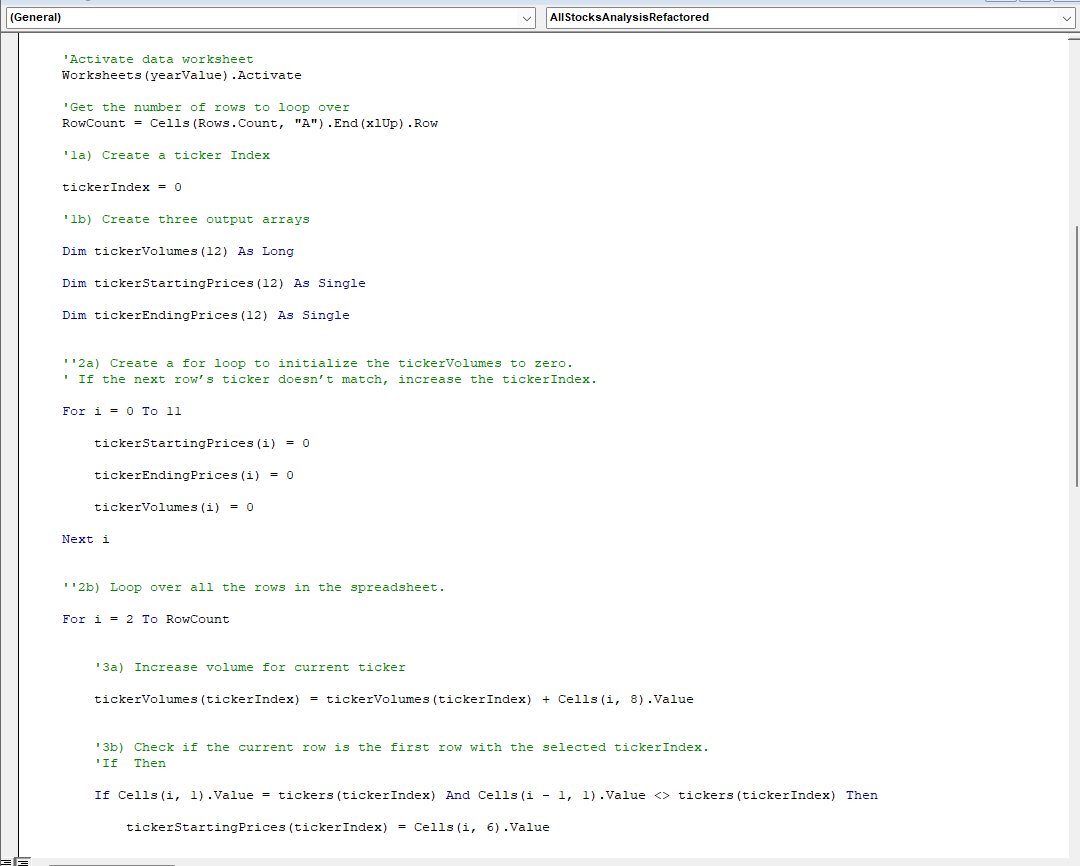 (General) AllStocksAnalysisRefactored
'Activate data worksheet
Worksheets(yearValue).Activate
'Get the number of rows to loop over
RowCount = Cells(Rows.Count, "A").End(xlUp).Row
'1a) Create a ticker Index
tickerIndex = 0
'1b) Create three output arrays
Dim tickerVolumes(12) As Long
Dim tickerStartingPrices(12) As Single
Dim tickerEndingPrices(12) As Single
''2a) Create a for loop to initialize the tickerVolumes to zero.
' If the next row’s ticker doesn’t match, increase the tickerIndex.
For i = 0 To 11
tickerStartingPrices(i) = 0
tickerEndingPrices(i) = 0
tickerVolumes(i) = 0
Next i
''2b) Loop over all the rows in the spreadsheet.
For i = 2 To RowCount
'3a) Increase volume for current ticker
tickerVolumes(tickerIndex) = tickerVolumes(tickerIndex) + Cells(i, 8).Value
'3b) Check if the current row is the first row with the selected tickerIndex.
'If  Then
If Cells(i, 1).Value = tickers(tickerIndex) And Cells(i - 1, 1).Value <> tickers(tickerIndex) Then
tickerStartingPrices(tickerIndex) = Cells(i, 6).Value